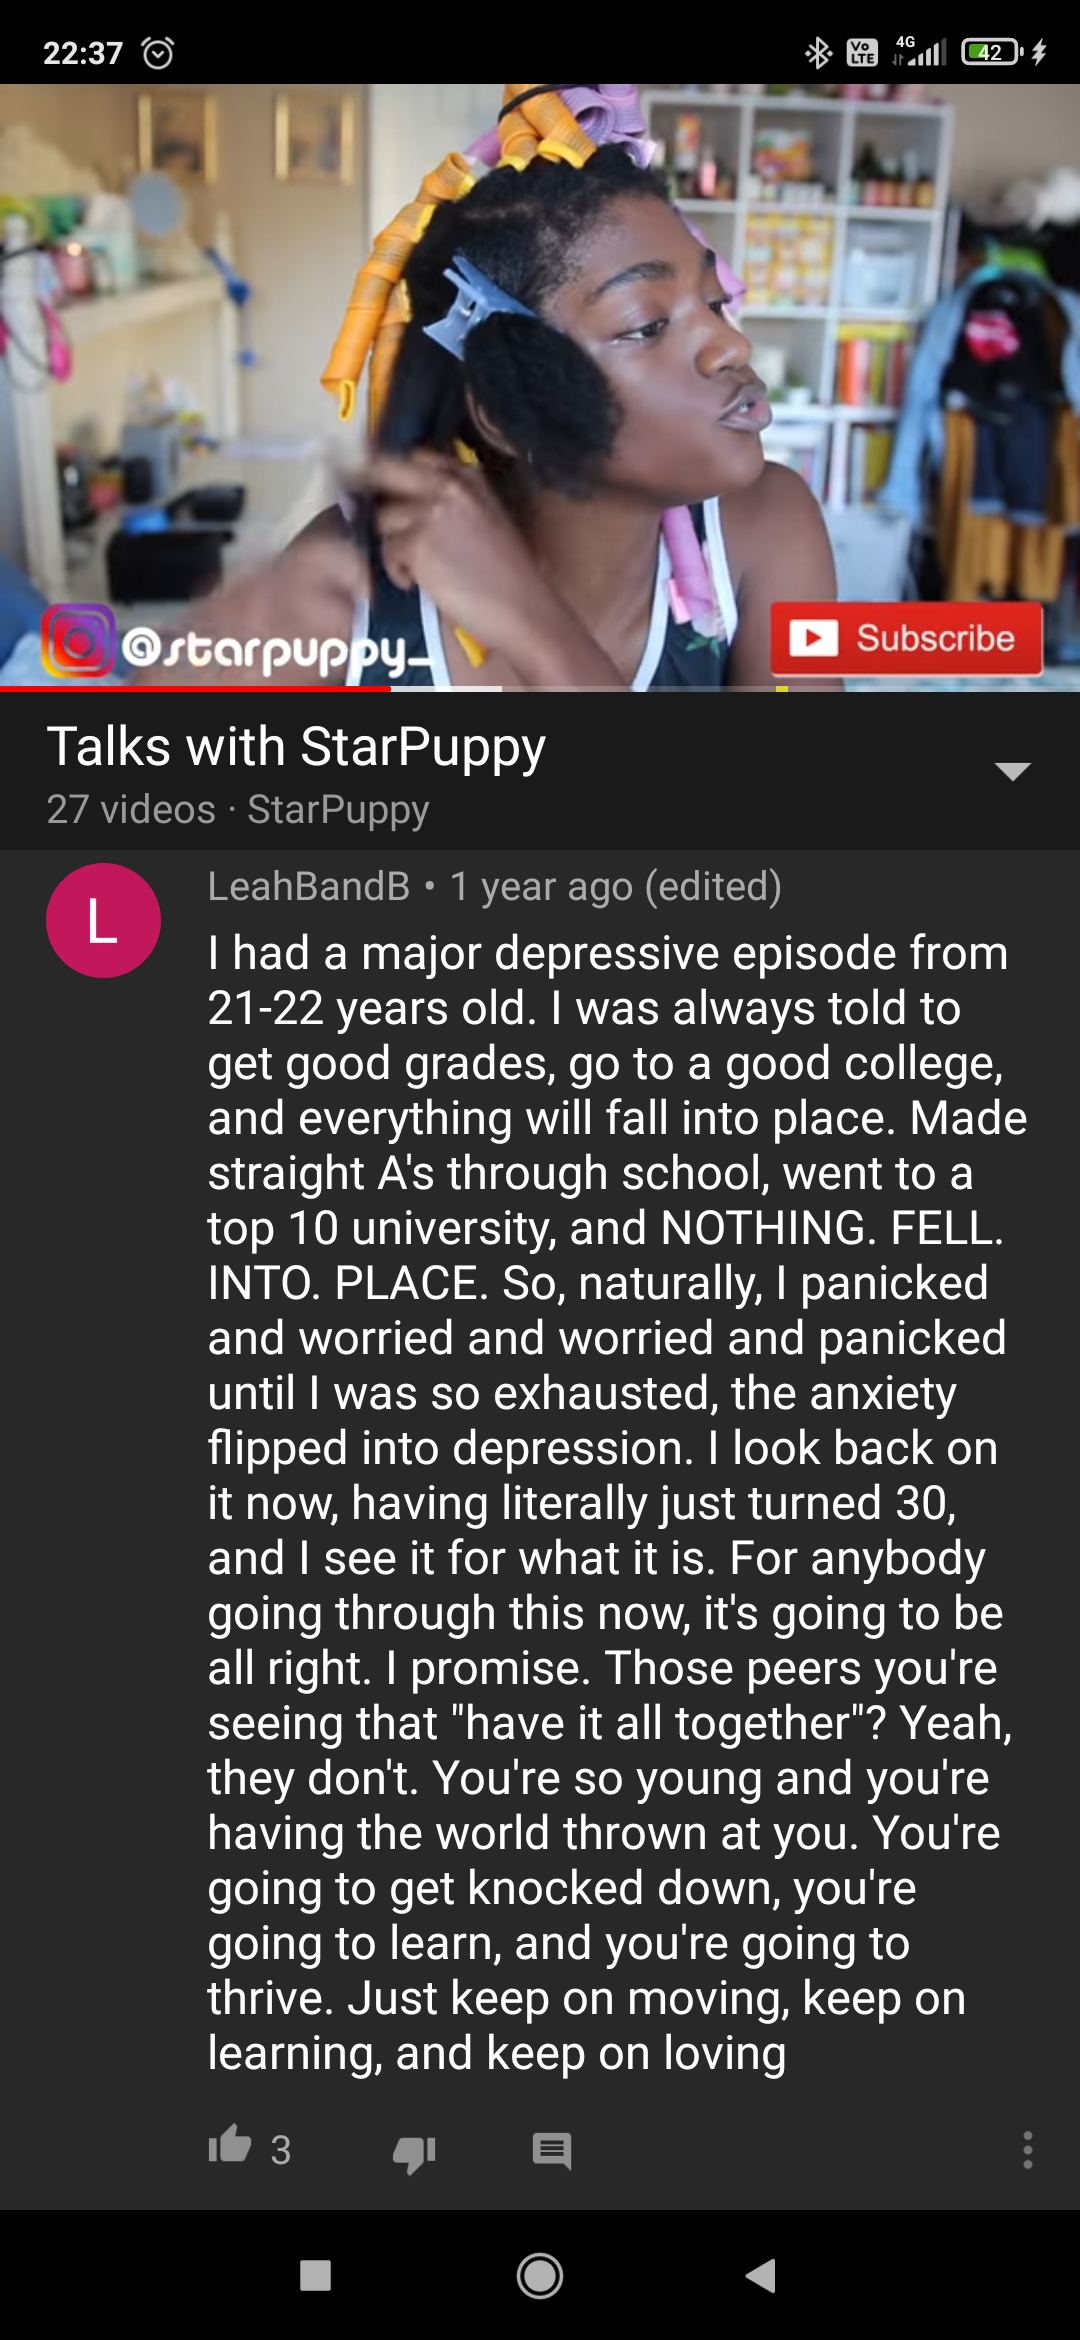 22:37
Vo LTE
4G
42
@starpuppy_
Subscribe
Talks with StarPuppy
27 videos · StarPuppy
L
LeahBandB • 1 year ago (edited)
I had a major depressive episode from
21-22 years old. I was always told to
get good grades, go to a good college,
and everything will fall into place. Made
straight A's through school, went to a
top 10 university, and NOTHING. FELL.
INTO. PLACE. So, naturally, I panicked
and worried and worried and panicked
until I was so exhausted, the anxiety
flipped into depression. I look back on
it now, having literally just turned 30,
and I see it for what it is. For anybody
going through this now, it's going to be
all right. I promise. Those peers you're
seeing that "have it all together"? Yeah,
they don't. You're so young and you're
having the world thrown at you. You're
going to get knocked down, you're
going to learn, and you're going to
thrive. Just keep on moving, keep on
learning, and keep on loving
3